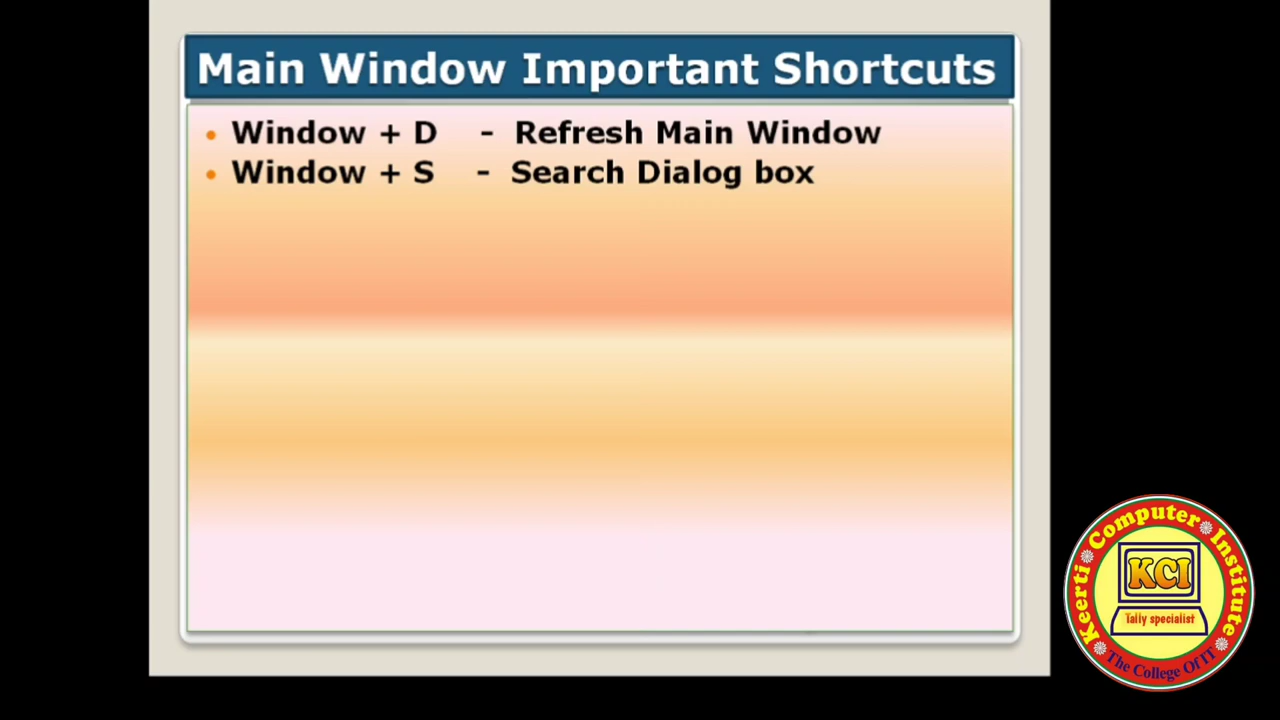 Main Window Important Shortcuts
• Window + D - Refresh Main Window
• Window + S - Search Dialog box
Keerti Computer Institute
KCI
Tally specialist
The College Of IT